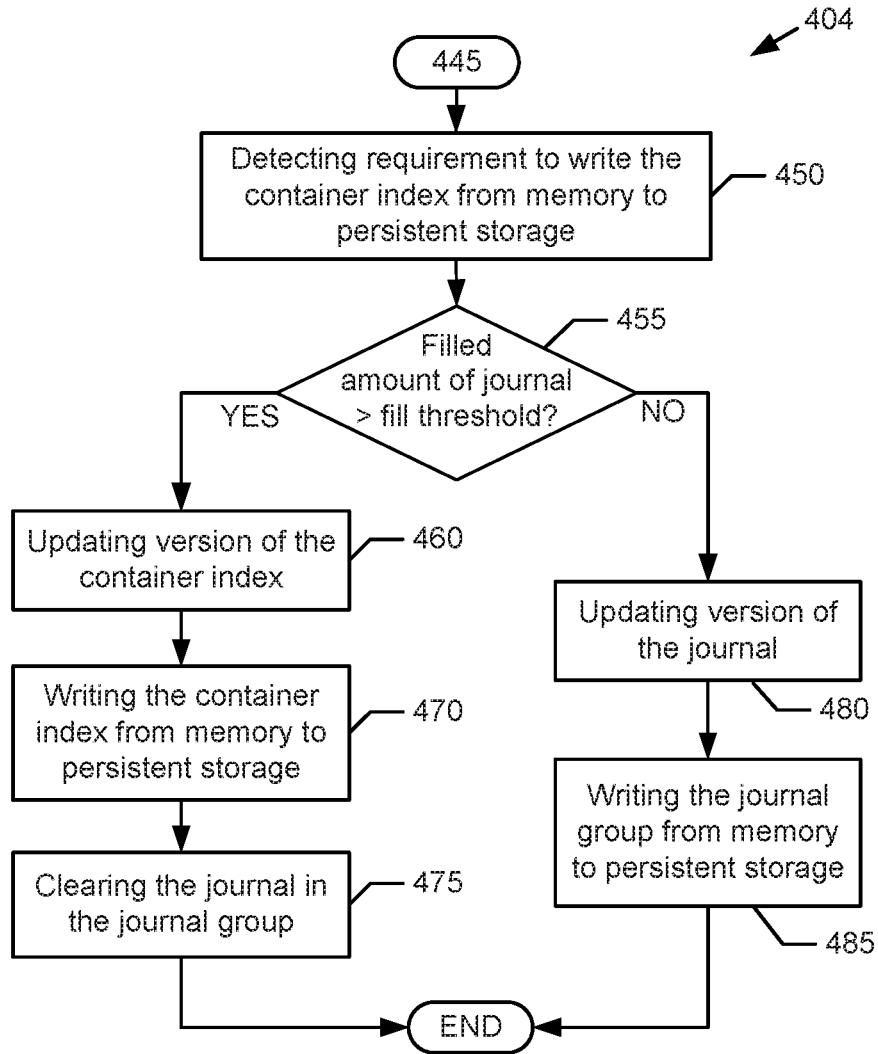 404
445
Detecting requirement to write the
container index from memory to
persistent storage
450
455
Filled
amount of journal
> fill threshold?
YES
NO
Updating version of the
container index
460
Updating version of
the journal
480
Writing the container
index from memory to
persistent storage
470
Writing the journal
group from memory
to persistent storage
485
Clearing the journal in
the journal group
475
END